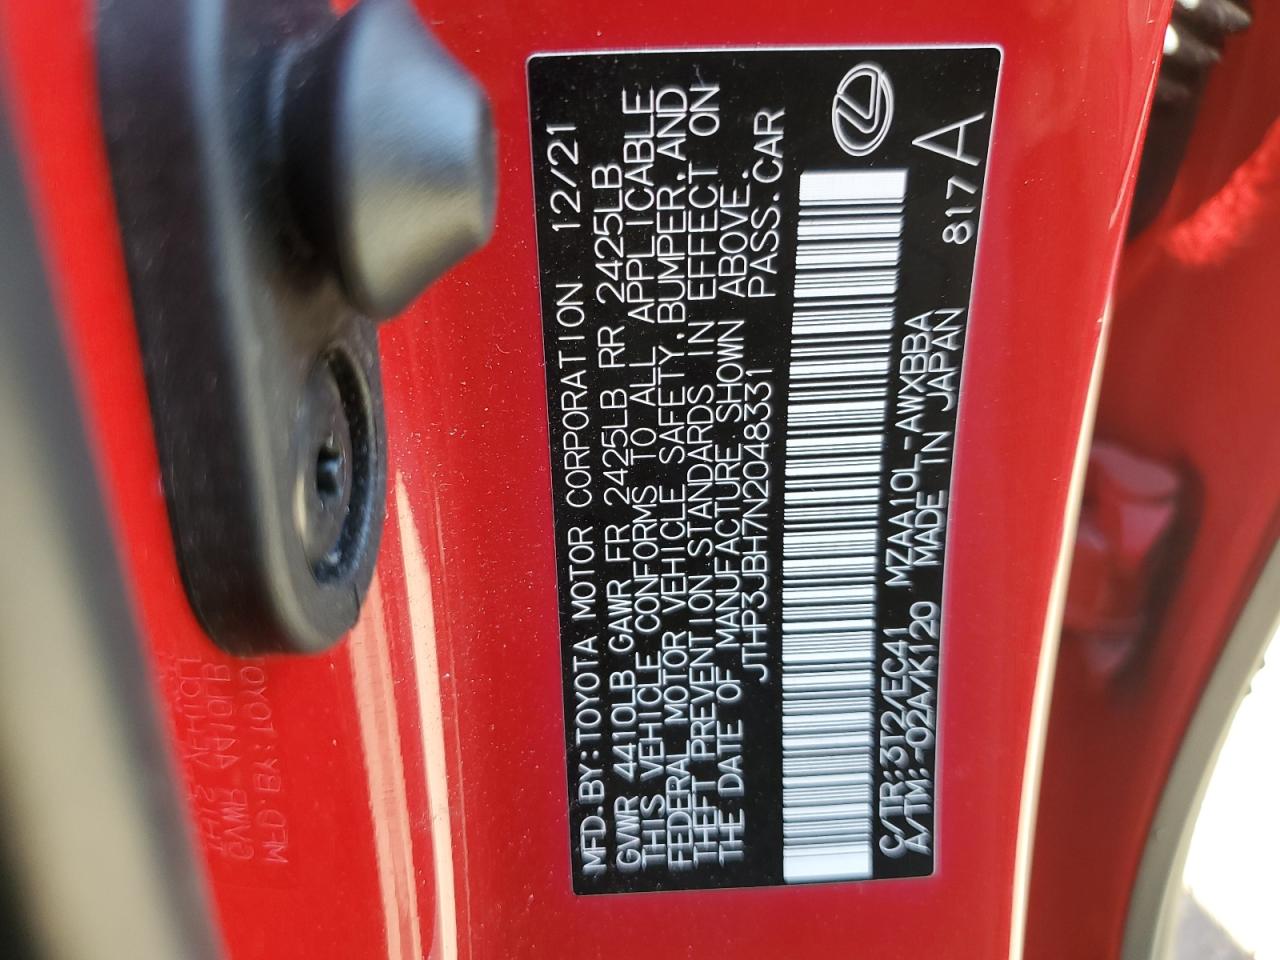 MFD.BY:TOYOTA MOTOR CORPORATION 12/21
GVWR 4410LB GAWR FR 2425LB RR 2425LB
THIS VEHICLE CONFORMS TO ALL APPLICABLE
FEDERAL MOTOR VEHICLE SAFETY,BUMPER,AND
THEFT PREVENTION STANDARDS IN EFFECT ON
THE DATE OF MANUFACTURE SHOWN ABOVE.
JTHP3JBH7N2048331 PASS.CAR
C/TR:3T2/EC41 MZAA10L-AWXBBA 817A
A/TM:-02A/K120 MADE IN JAPAN